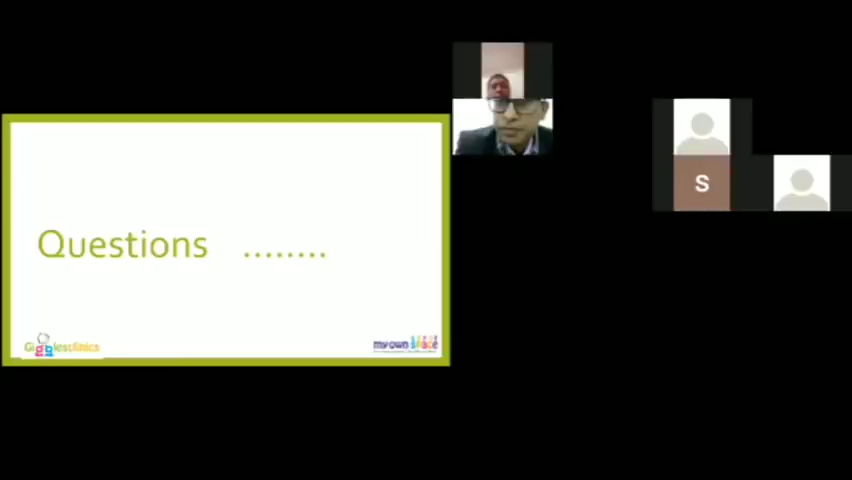 Questions ........
S
Gigglesclinics
my own space